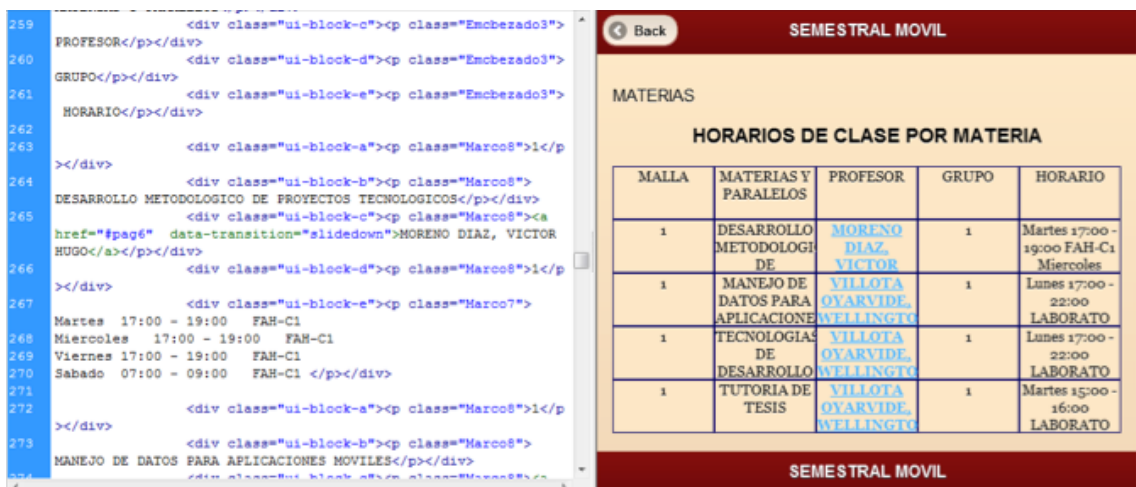 259 <div class="ui-block-c"><p class="Emcbezado3">
PROFESOR</p></div>
260 <div class="ui-block-d"><p class="Emcbezado3">
GRUPO</p></div>
261 <div class="ui-block-e"><p class="Emcbezado3">
HORARIO</p></div>
262
263 <div class="ui-block-a"><p class="Marco8">1</p
></div>
264 <div class="ui-block-b"><p class="Marco8">
DESARROLLO METODOLOGICO DE PROYECTOS TECNOLOGICOS</p></div>
265 <div class="ui-block-c"><p class="Marco8"><a
href="#pag6" data-transition="slidedown">MORENO DIAZ, VICTOR
HUGO</a></p></div>
266 <div class="ui-block-d"><p class="Marco8">1</p
></div>
267 <div class="ui-block-e"><p class="Marco7">
Martes 17:00 - 19:00 FAH-C1
268 Miercoles 17:00 - 19:00 FAH-C1
269 Viernes 17:00 - 19:00 FAH-C1
270 Sabado 07:00 - 09:00 FAH-C1 </p></div>
271
272 <div class="ui-block-a"><p class="Marco8">1</p
></div>
273 <div class="ui-block-b"><p class="Marco8">
MANEJO DE DATOS PARA APLICACIONES MOVILES</p></div>
Back
SEMESTRAL MOVIL
MATERIAS
HORARIOS DE CLASE POR MATERIA
MALLA MATERIAS Y PROFESOR GRUPO HORARIO
PARALELOS
1 DESARROLLO MORENO 1 Martes 17:00 -
METODOLOGI DIAZ, 19:00 FAH-C1
DE VICTOR Miercoles
1 MANEJO DE VILLOTA 1 Lunes 17:00 -
DATOS PARA OYARVIDE, 22:00
APLICACIONE WELLINGTO LABORATO
1 TECNOLOGIAS VILLOTA 1 Lunes 17:00 -
DE OYARVIDE, 22:00
DESARROLLO WELLINGTO LABORATO
1 TUTORIA DE VILLOTA 1 Martes 15:00 -
TESIS OYARVIDE, 16:00
WELLINGTO LABORATO
SEMESTRAL MOVIL